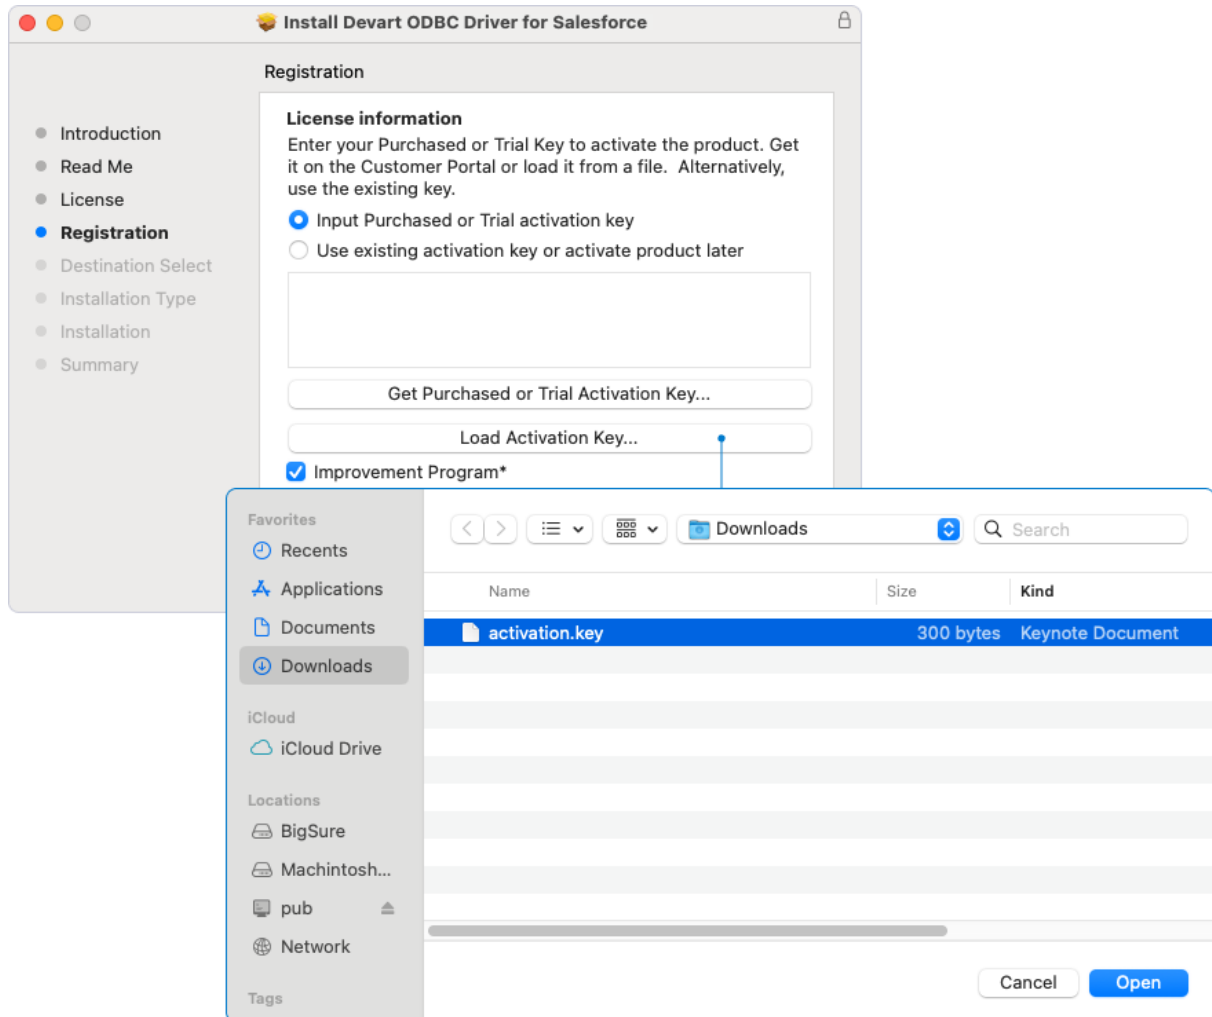 Install Devart ODBC Driver for Salesforce
Registration
Introduction
Read Me
License
Registration
Destination Select
Installation Type
Installation
Summary
License information
Enter your Purchased or Trial Key to activate the product. Get
it on the Customer Portal or load it from a file.  Alternatively,
use the existing key.
Input Purchased or Trial activation key
Use existing activation key or activate product later
Get Purchased or Trial Activation Key...
Load Activation Key...
Improvement Program*
Favorites
Recents
Applications
Documents
Downloads
iCloud
iCloud Drive
Locations
BigSure
Machintosh...
pub
Network
Tags
Downloads
Search
Name Size Kind
activation.key 300 bytes Keynote Document
Cancel Open